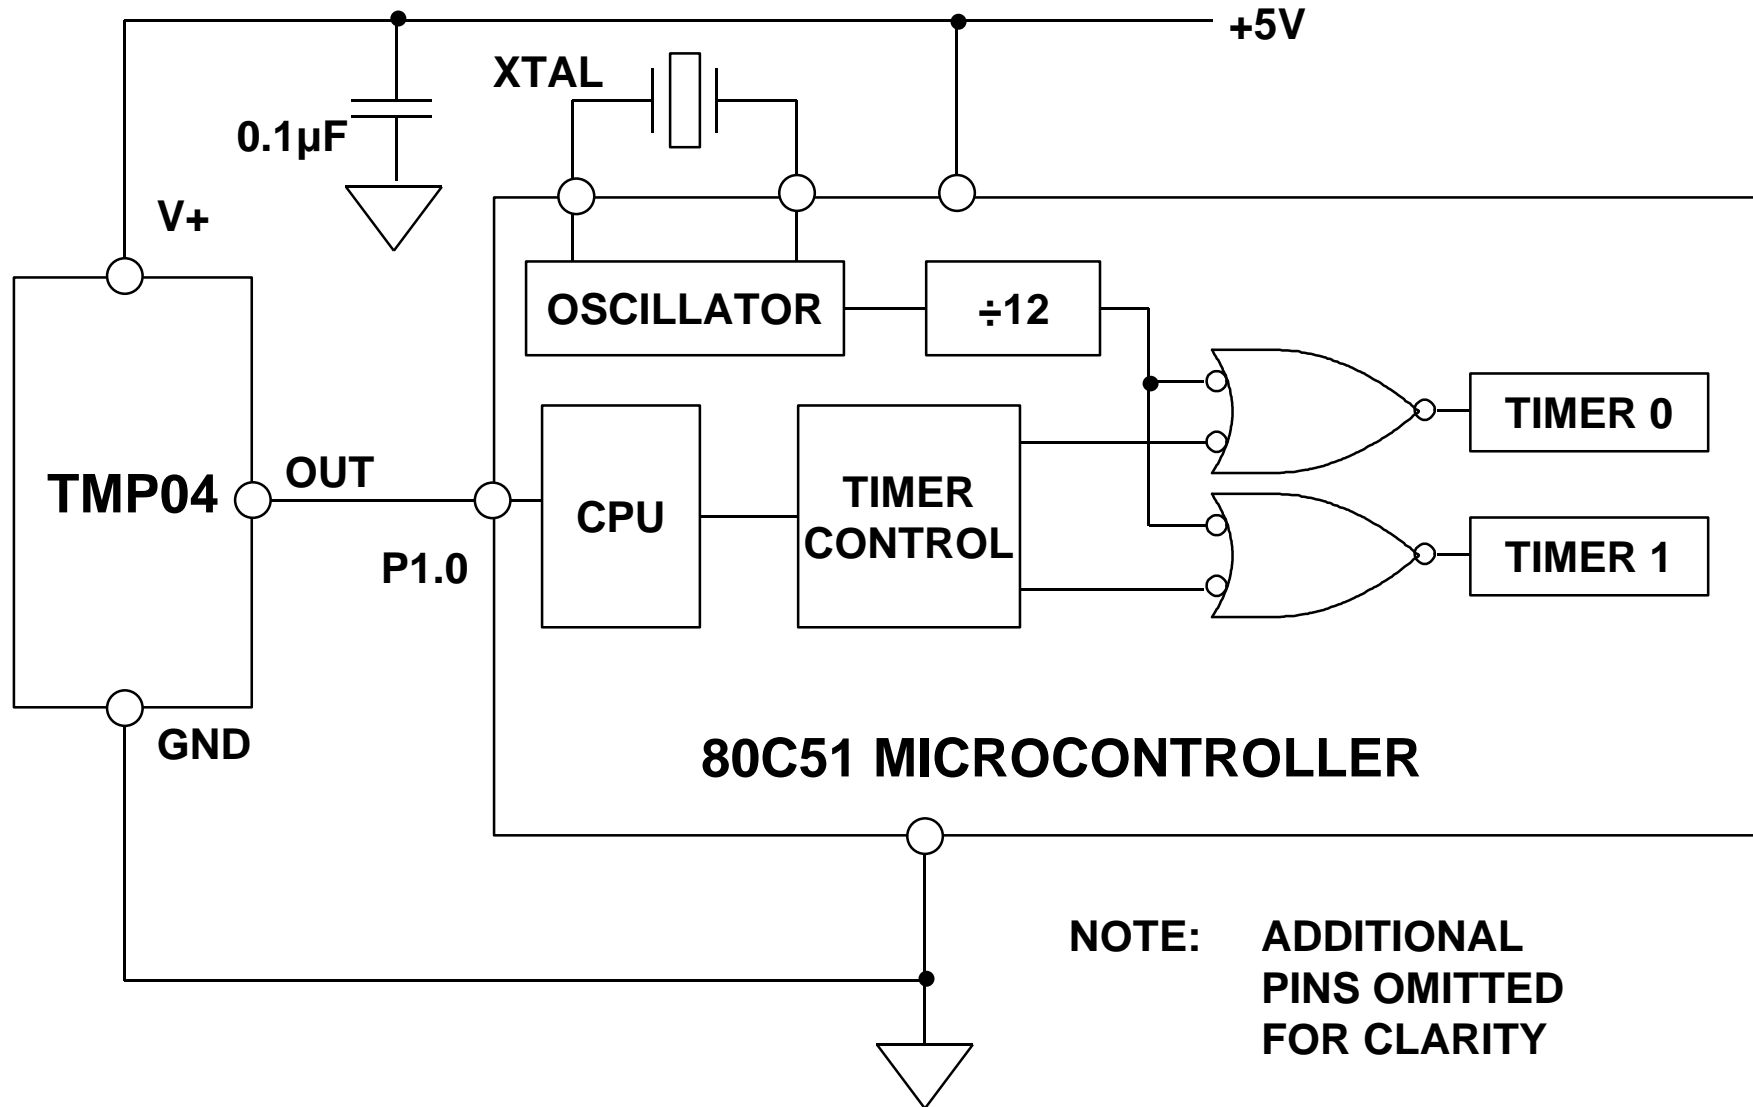 +5V
XTAL
0.1µF
V+
OSCILLATOR
÷12
TIMER 0
TMP04
OUT
CPU
TIMER
CONTROL
TIMER 1
P1.0
GND
80C51 MICROCONTROLLER
NOTE: ADDITIONAL
PINS OMITTED
FOR CLARITY